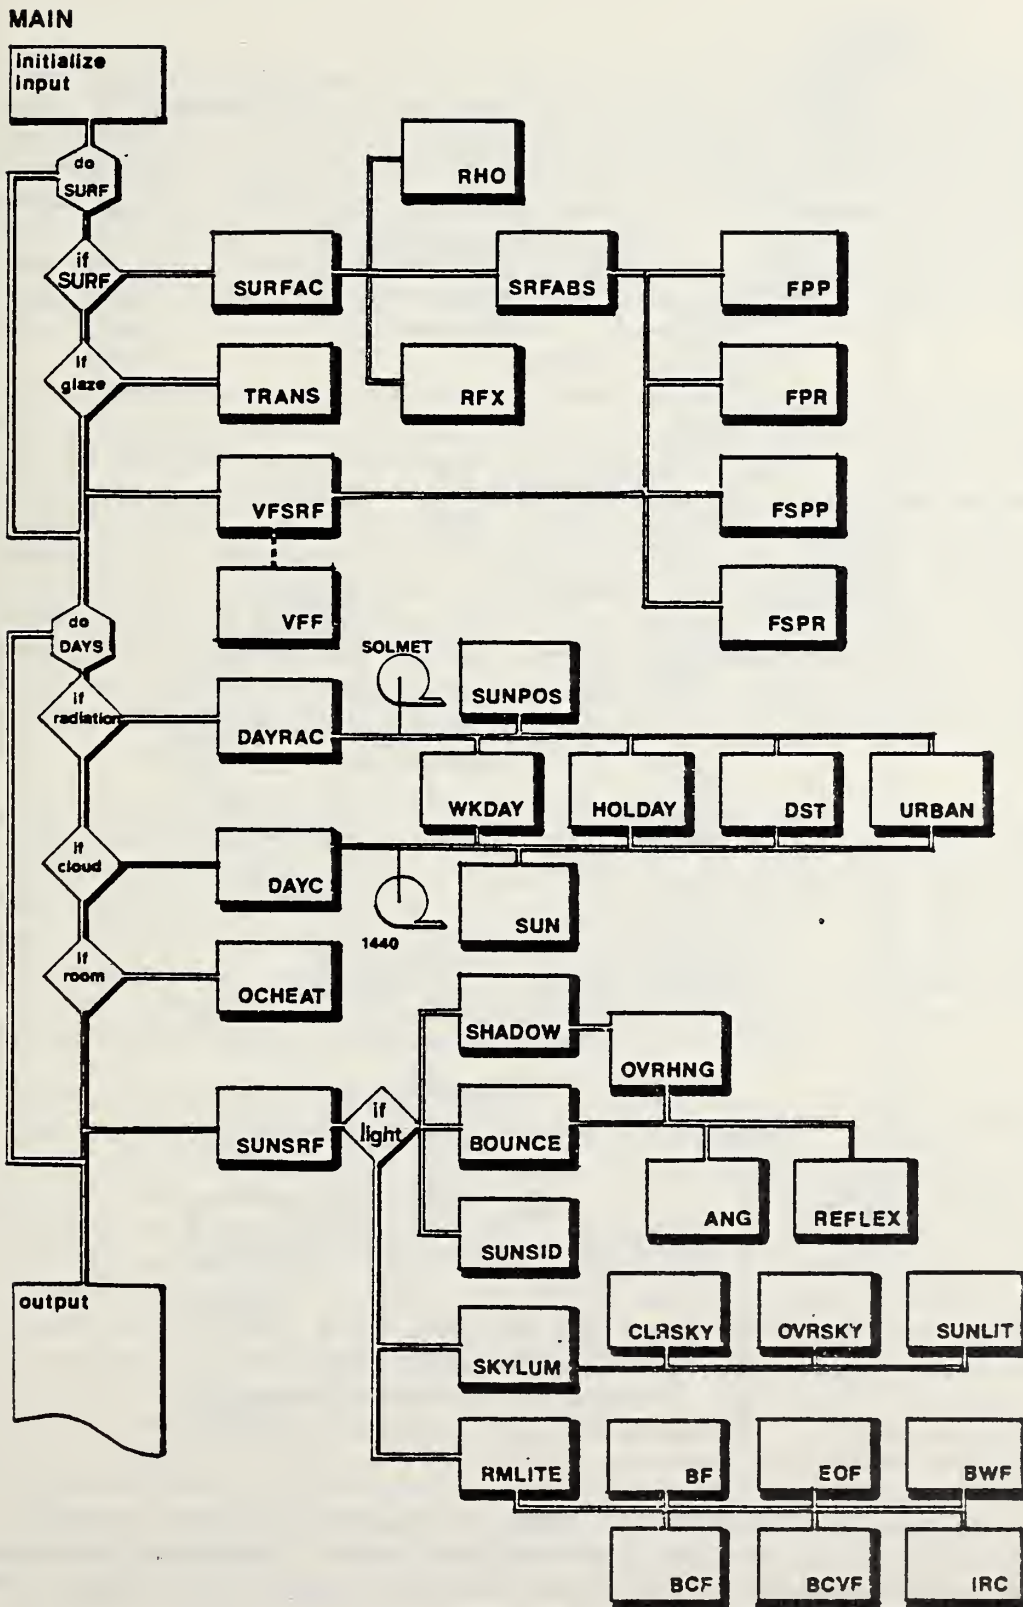 MAIN
Initialize
Input
do
SURF
RHO
if
SURF
SURFAC
SRFABS
FPP
if
glaze
TRANS
RFX
FPR
VFSRF
FSPP
VFF
FSPR
do
DAYS
SOLMET
SUNPOS
if
radiation
DAYRAC
WKDAY
HOLDAY
DST
URBAN
if
cloud
DAYC
1440
SUN
if
room
OCHEAT
SHADOW
OVRHNG
SUNSRF
if
light
BOUNCE
ANG
REFLEX
SUNSID
output
CLRSKY
OVRSKY
SUNLIT
SKYLUM
RMLITE
BF
EOF
BWF
BCF
BCVF
IRC